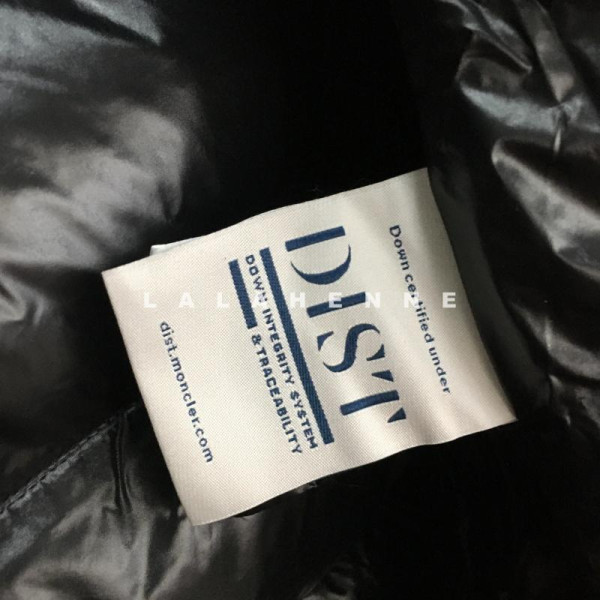 Down certified under
DIST
DOWN INTEGRITY SYSTEM
& TRACEABILITY
dist.moncler.com
LALAHENNE